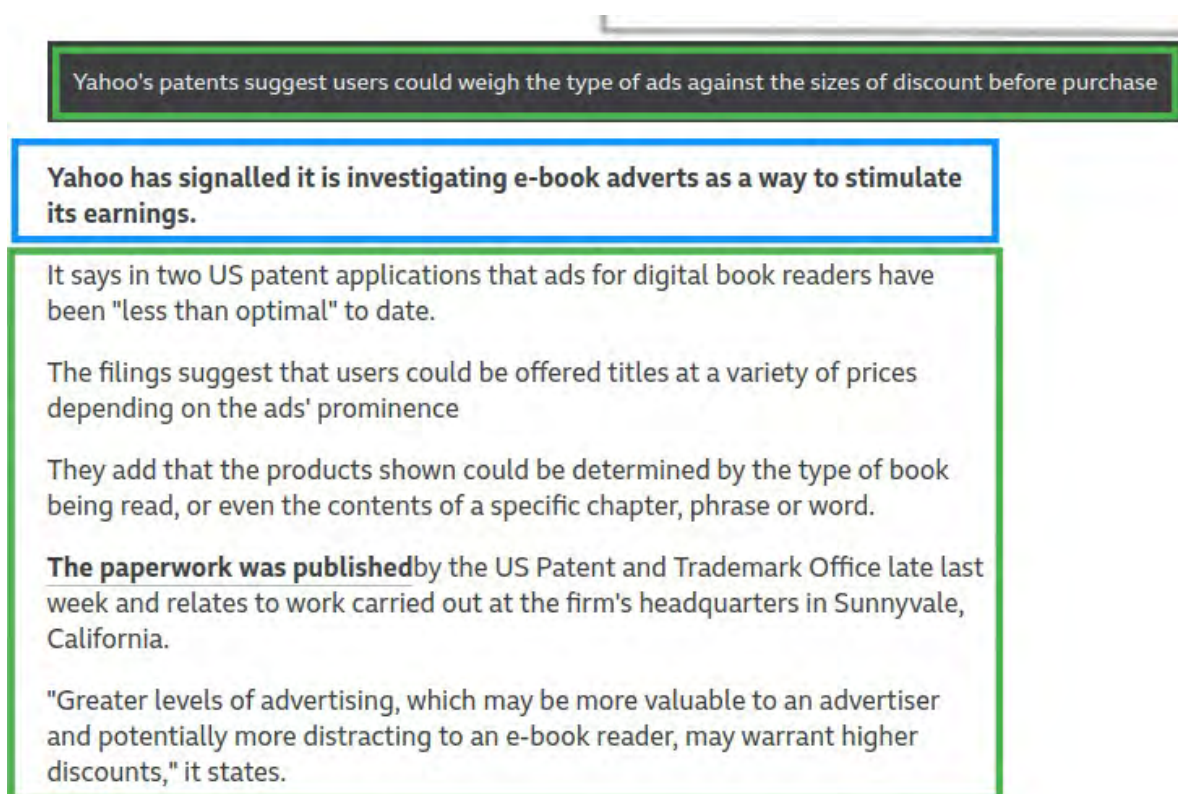 Yahoo's patents suggest users could weigh the type of ads against the sizes of discount before purchase
Yahoo has signalled it is investigating e-book adverts as a way to stimulate
its earnings.
It says in two US patent applications that ads for digital book readers have
been "less than optimal" to date.
The filings suggest that users could be offered titles at a variety of prices
depending on the ads' prominence
They add that the products shown could be determined by the type of book
being read, or even the contents of a specific chapter, phrase or word.
The paperwork was publishedby the US Patent and Trademark Office late last
week and relates to work carried out at the firm's headquarters in Sunnyvale,
California.
"Greater levels of advertising, which may be more valuable to an advertiser
and potentially more distracting to an e-book reader, may warrant higher
discounts," it states.